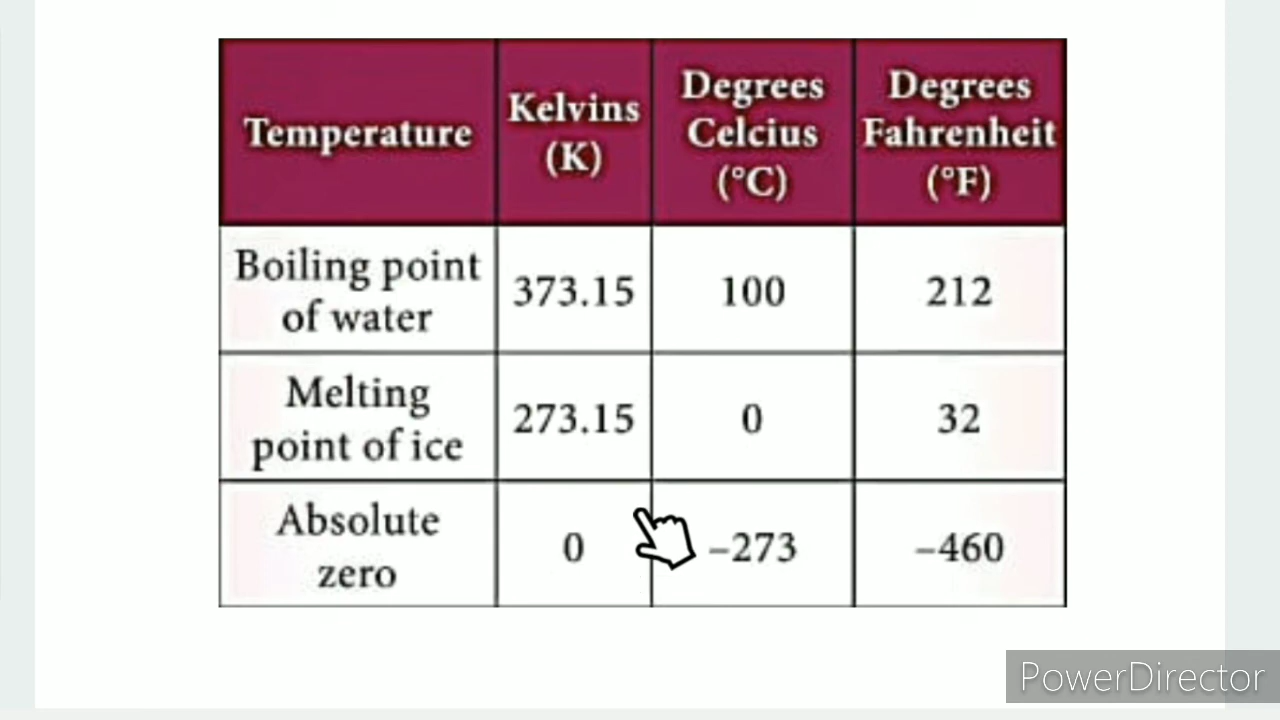 Temperature
Kelvins
(K)
Degrees
Celcius
(°C)
Degrees
Fahrenheit
(°F)
Boiling point
of water
373.15
100
212
Melting
point of ice
273.15
0
32
Absolute
zero
0
–273
–460
PowerDirector